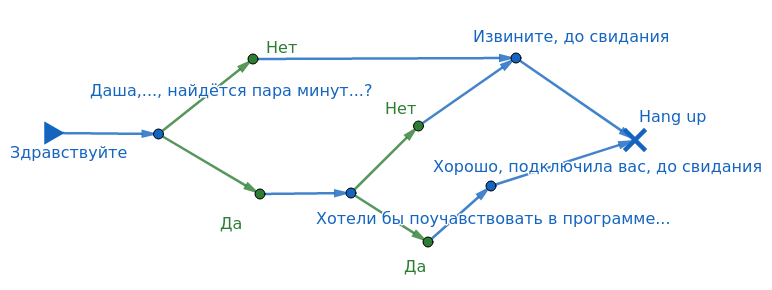 Извините, до свидания
Нет
Даша,..., найдётся пара минут...?
Нет
Hang up
Здравствуйте
Хорошо, подключила вас, до свидания
Да
Хотели бы поучавствовать в программе...
Да